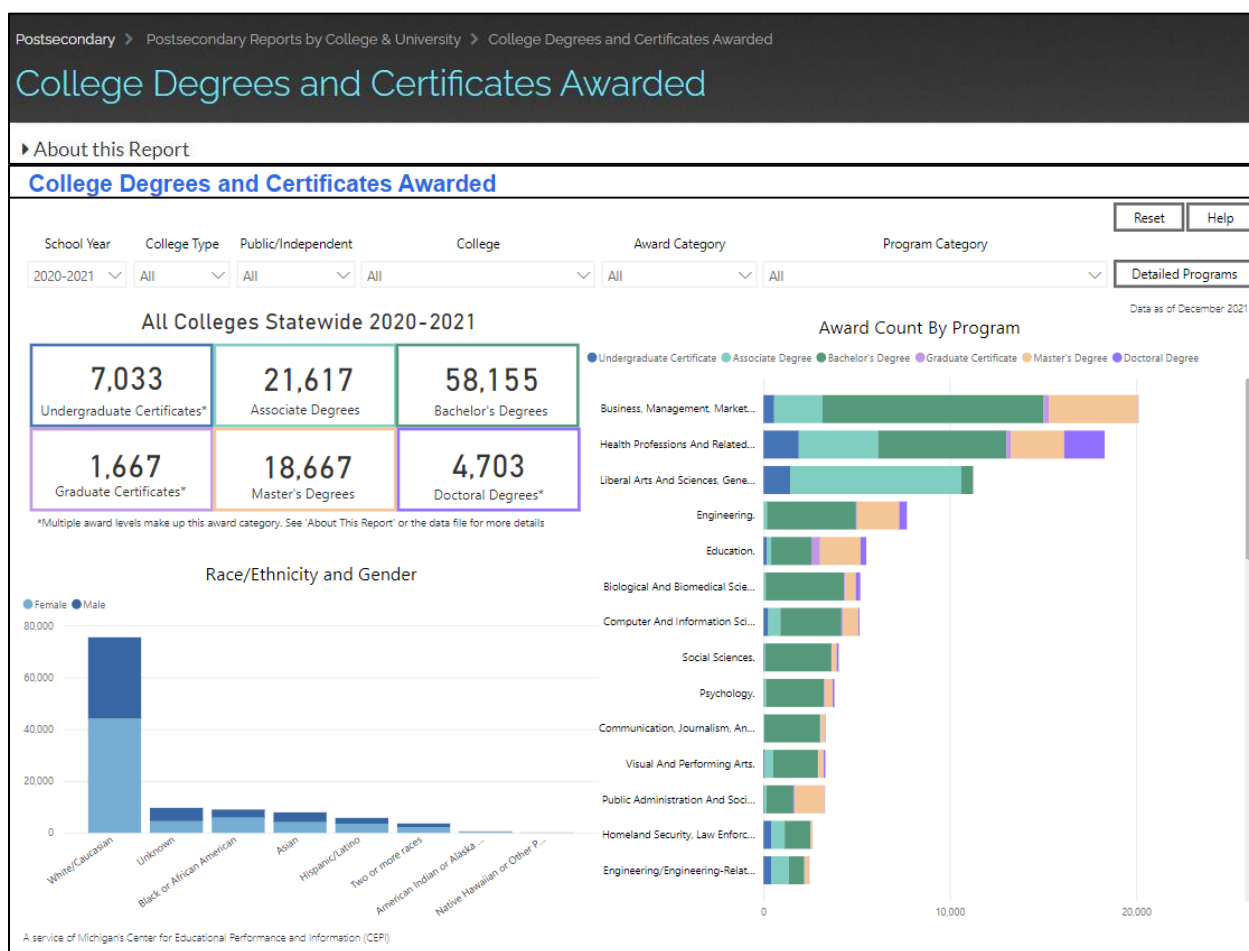 Postsecondary > Postsecondary Reports by College & University > College Degrees and Certificates Awarded
College Degrees and Certificates Awarded
About this Report
College Degrees and Certificates Awarded
Reset Help
School Year College Type Public/Independent College Award Category Program Category
2020-2021 All All All All All Detailed Programs
Data as of December 2021
All Colleges Statewide 2020-2021
7,033
Undergraduate Certificates*
21,617
Associate Degrees
58,155
Bachelor's Degrees
1,667
Graduate Certificates*
18,667
Master's Degrees
4,703
Doctoral Degrees*
*Multiple award levels make up this award category. See 'About This Report' or the data file for more details
Race/Ethnicity and Gender
Female Male
80,000
60,000
40,000
20,000
0
White/Caucasian
Unknown
Black or African American
Asian
Hispanic/Latino
Two or more races
American Indian or Alaska ...
Native Hawaiian or Other P...
Award Count By Program
Undergraduate Certificate Associate Degree Bachelor's Degree Graduate Certificate Master's Degree Doctoral Degree
Business, Management, Market...
Health Professions And Related...
Liberal Arts And Sciences, Gene...
Engineering.
Education.
Biological And Biomedical Scie...
Computer And Information Sci...
Social Sciences.
Psychology.
Communication, Journalism, An...
Visual And Performing Arts.
Public Administration And Soci...
Homeland Security, Law Enforc...
Engineering/Engineering-Relat...
0 10,000 20,000
A service of Michigan's Center for Educational Performance and Information (CEPI)